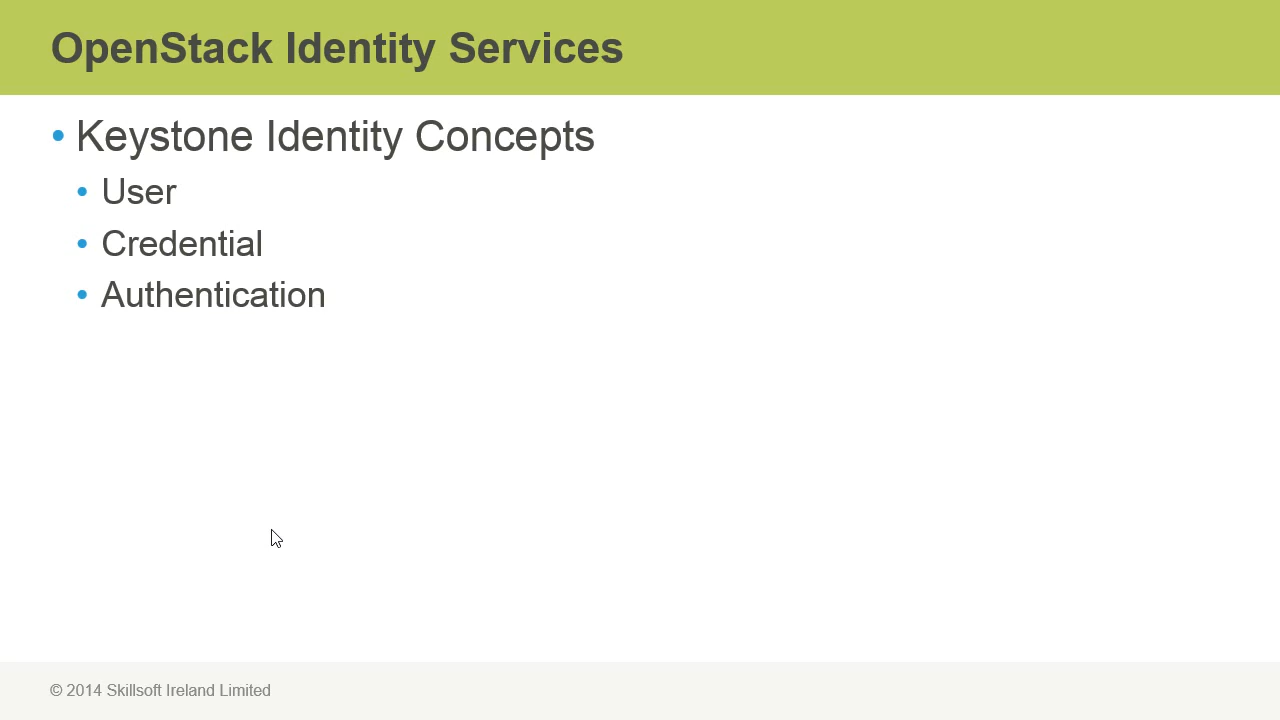 OpenStack Identity Services
• Keystone Identity Concepts
• User
• Credential
• Authentication
© 2014 Skillsoft Ireland Limited